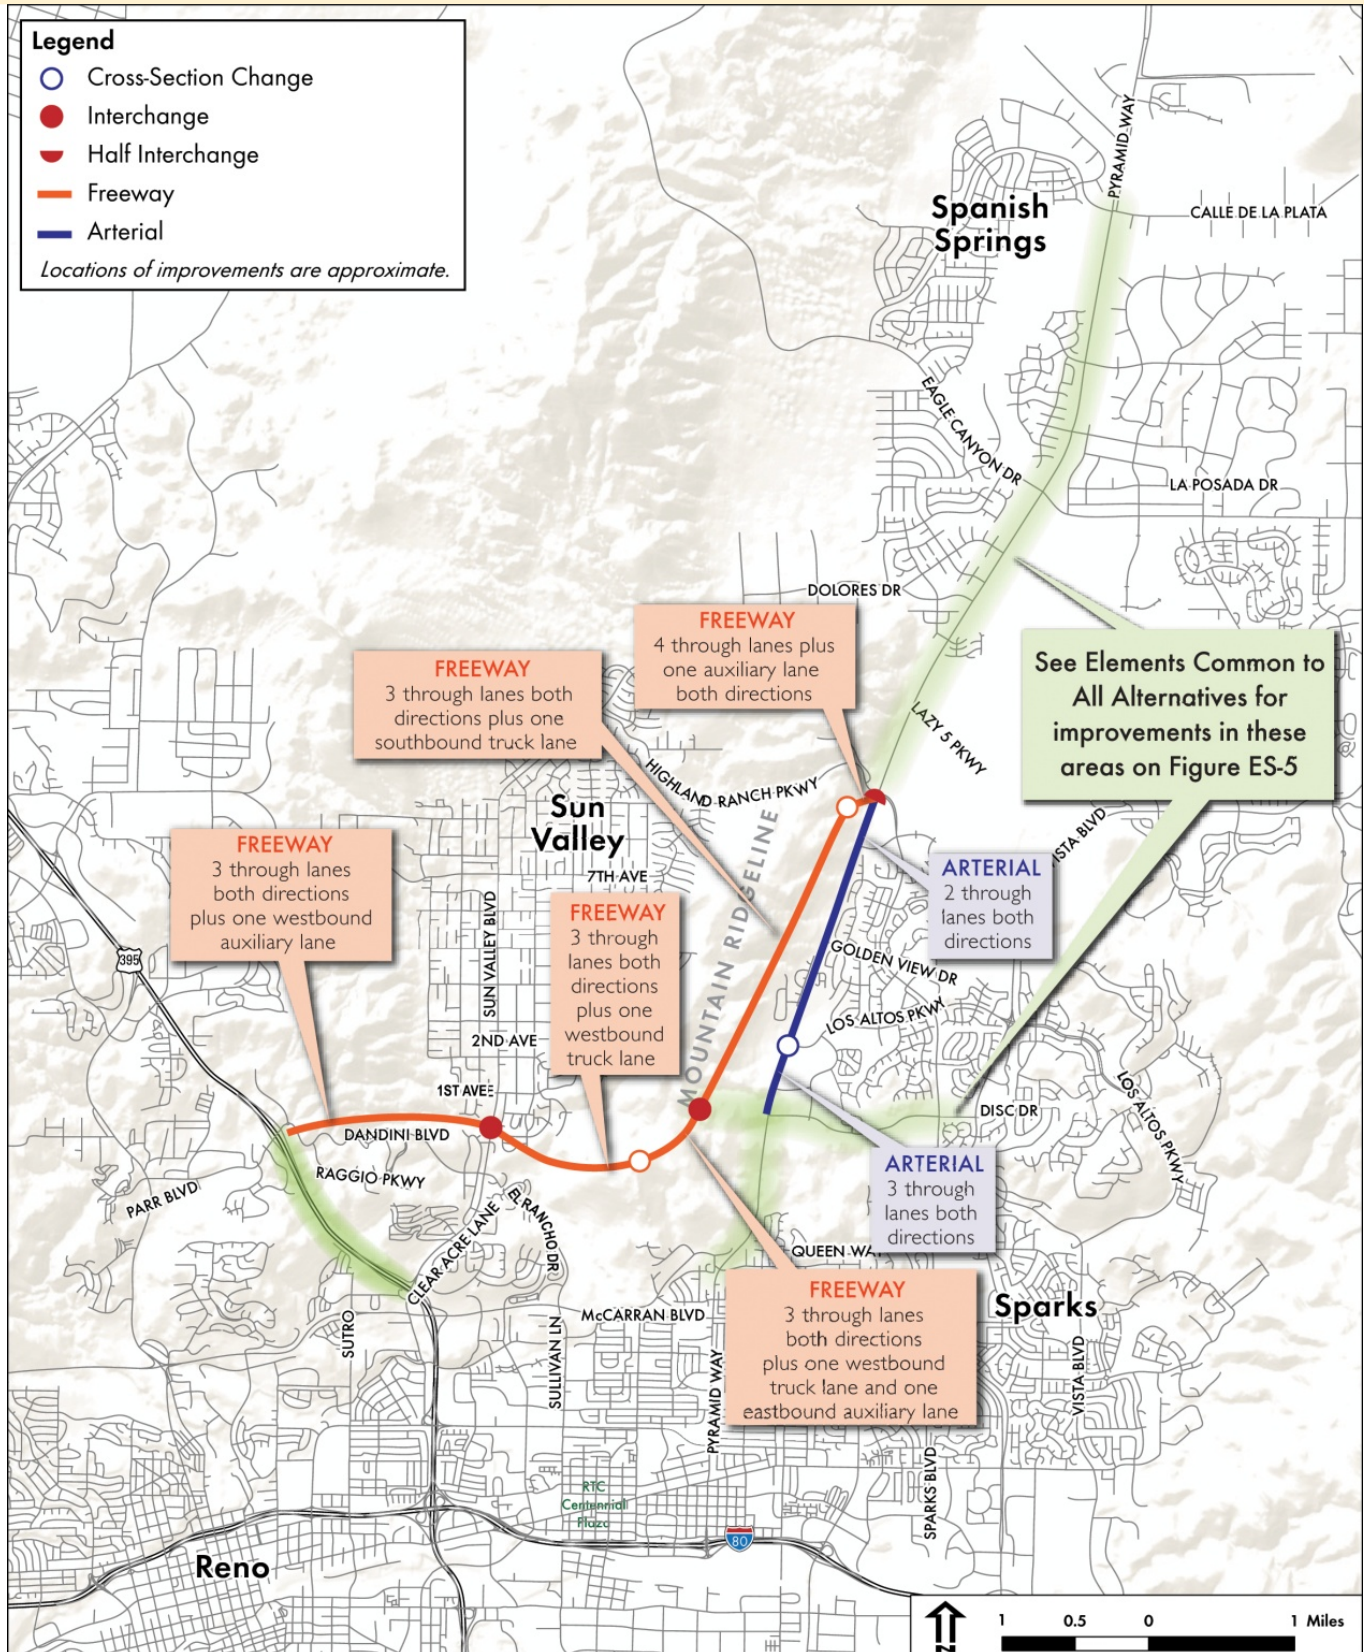 Legend
Cross-Section Change
Interchange
Half Interchange
Freeway
Arterial
Locations of improvements are approximate.
PYRAMID WAY
Spanish
Springs
CALLE DE LA PLATA
EAGLE CANYON DR
LA POSADA DR
DOLORES DR
FREEWAY
4 through lanes plus
one auxiliary lane
both directions
See Elements Common to
All Alternatives for
improvements in these
areas on Figure ES-5
FREEWAY
3 through lanes both
directions plus one
southbound truck lane
LAZY 5 PKWY
HIGHLAND RANCH PKWY
Sun
Valley
7TH AVE
MOUNTAIN RIDGELINE
ISTA BLVD
FREEWAY
3 through lanes
both directions
plus one westbound
auxiliary lane
ARTERIAL
2 through
lanes both
directions
SUN VALLEY BLVD
FREEWAY
3 through
lanes both
directions
plus one
westbound
truck lane
GOLDEN VIEW DR
395
LOS ALTOS PKWY
2ND AVE
1ST AVE
LOS ALTOS PKWY
DISC DR
DANDINI BLVD
RAGGIO PKWY
PARR BLVD
CLEAR ACRE LANE
EL RANCHO DR
ARTERIAL
3 through
lanes both
directions
QUEEN WA
FREEWAY
3 through lanes
both directions
plus one westbound
truck lane and one
eastbound auxiliary lane
Sparks
McCARRAN BLVD
SUTRO
SULLIVAN LN
PYRAMID WAY
VISTA BLVD
SPARKS BLVD
RTC
Centennial
Plaza
80
Reno
N
1 0.5 0 1 Miles